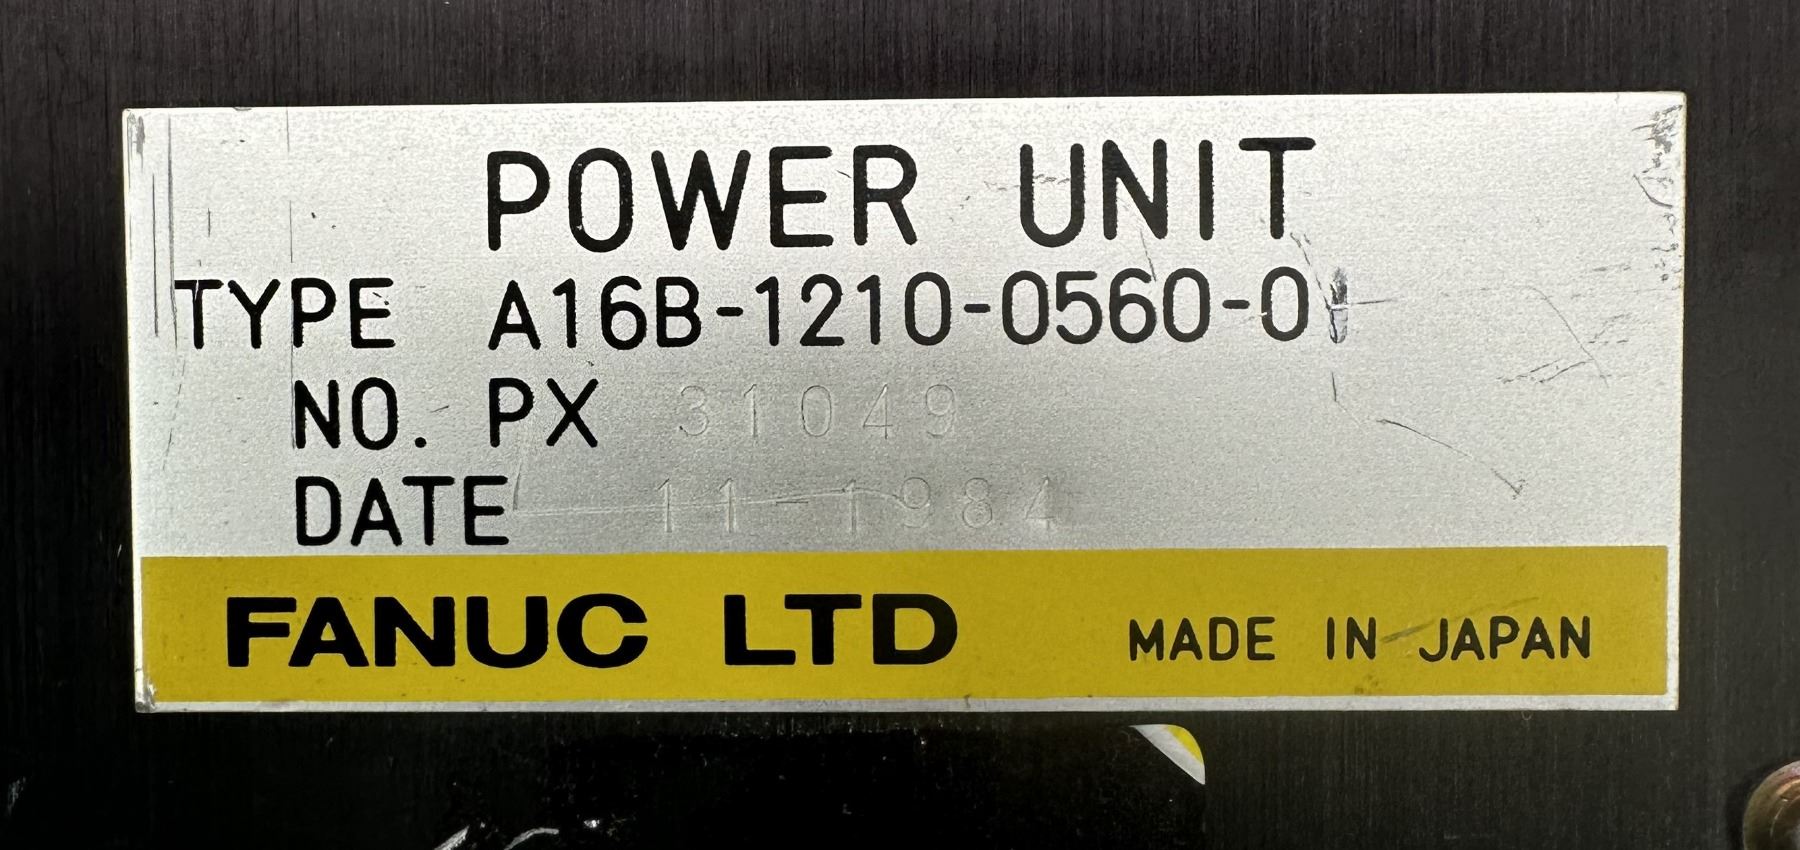 POWER UNIT
TYPE A16B-1210-0560-01
NO. PX 31049
DATE 11-1984
FANUC LTD MADE IN JAPAN